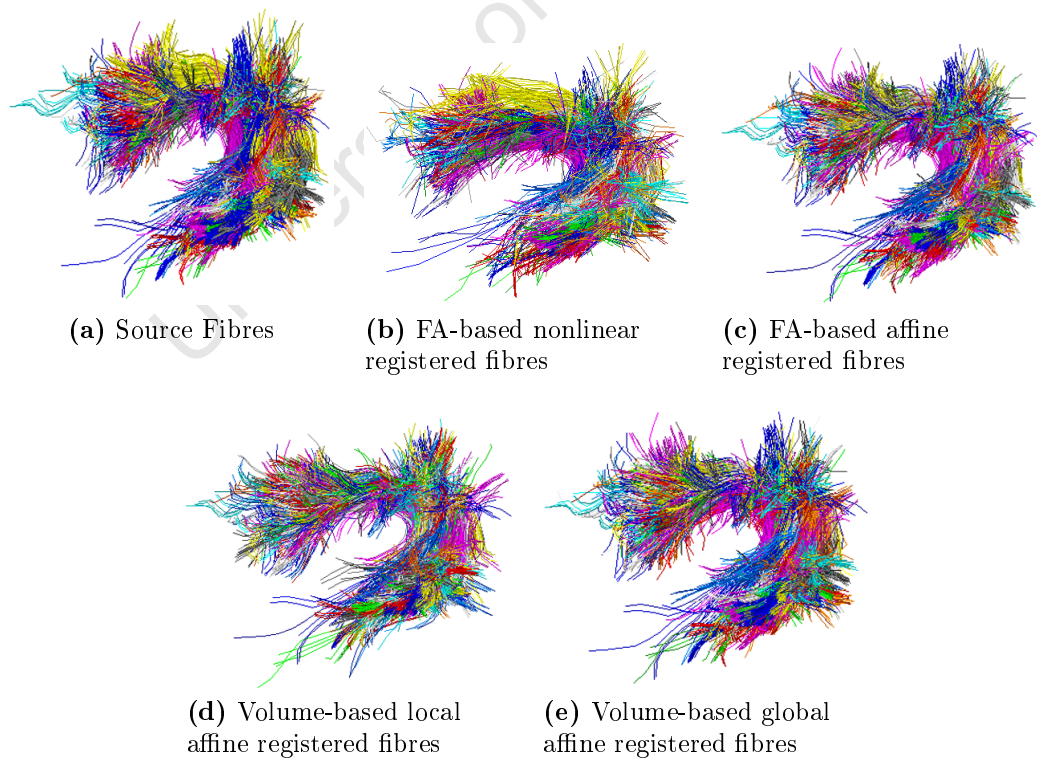 (a) Source Fibres
(b) FA-based nonlinear
registered fibres
(c) FA-based affine
registered fibres
(d) Volume-based local
affine registered fibres
(e) Volume-based global
affine registered fibres